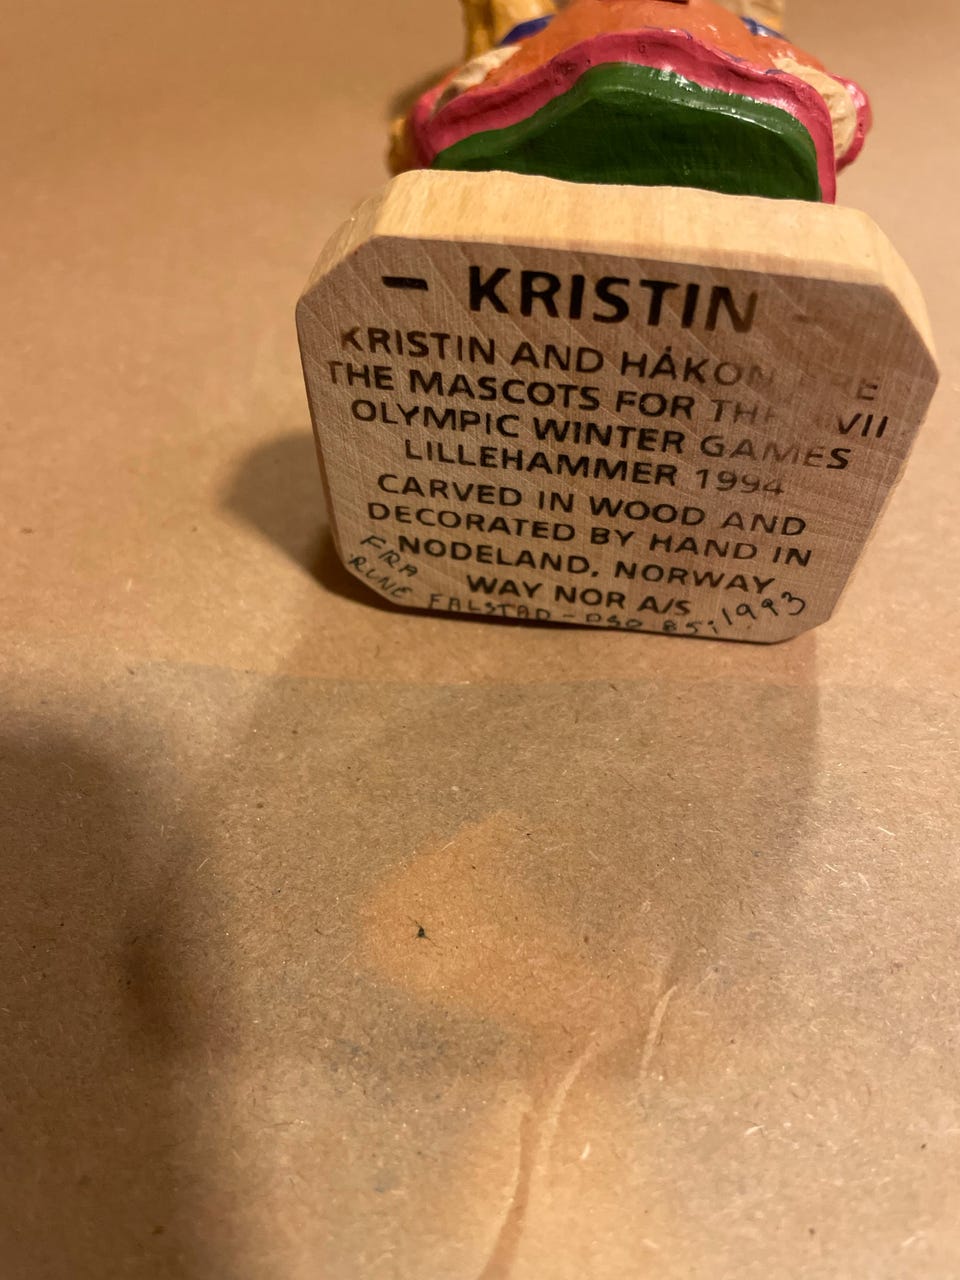 - KRISTIN
KRISTIN AND HÅKON
THE MASCOTS FOR THE
OLYMPIC WINTER GAMES
LILLEHAMMER 1994
CARVED IN WOOD AND
DECORATED BY HAND IN
NODELAND, NORWAY
WAY NOR A/S
FRA
RUNE FALSTAD - 1993